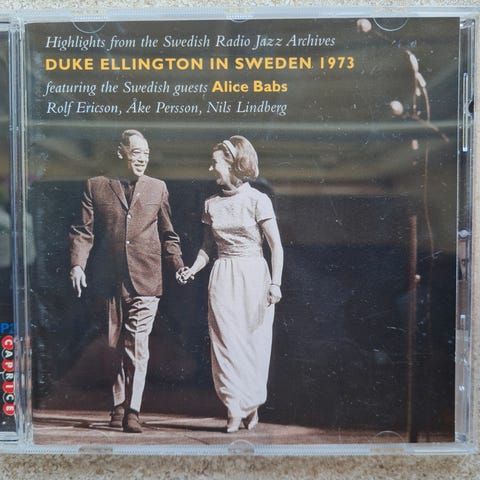 Highlights from the Swedish Radio Jazz Archives
DUKE ELLINGTON IN SWEDEN 1973
featuring the Swedish guests Alice Babs
Rolf Ericson, Åke Persson, Nils Lindberg
CAPRICE